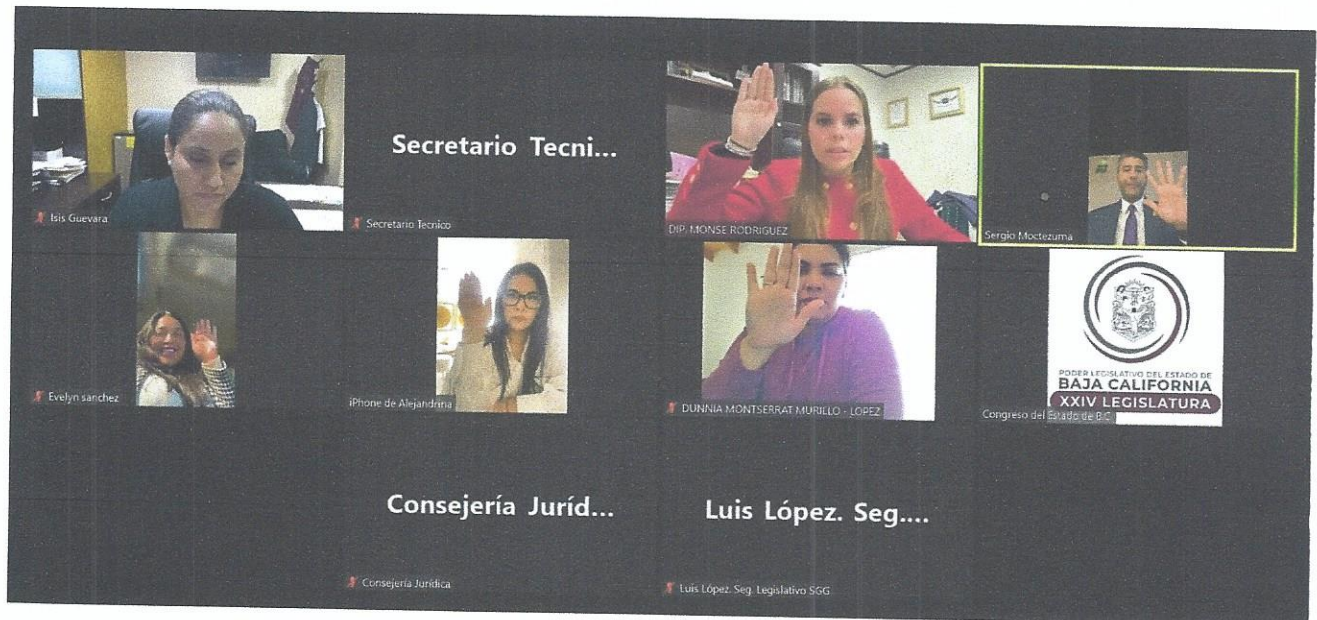 Isis Guevara
Secretario Tecni...
Secretario Tecnico
DIP. MONSE RODRIGUEZ
Sergio Moctezuma
Evelyn sanchez
iPhone de Alejandrina
DUNNIA MONTSERRAT MURILLO - LOPEZ
PODER LEGISLATIVO DEL ESTADO DE
BAJA CALIFORNIA
XXIV LEGISLATURA
Congreso del Estado de B.C
Consejería Juríd...
Consejería Jurídica
Luis López. Seg....
Luis López. Seg. Legislativo SGG